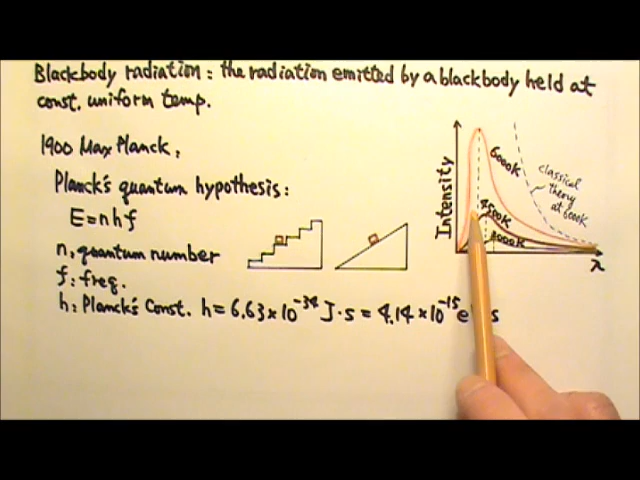 Blackbody radiation: the radiation emitted by a blackbody held at
const. uniform temp.
1900 Max Planck,
Planck's quantum hypothesis:
E=nhf
n: quantum number
f: freq.
h: Planck's Const. h=6.63×10⁻³⁴ J·s = 4.14×10⁻¹⁵ e s
Intensity
6000K
classical
theory
at 6000K
4500K
3000K
λ